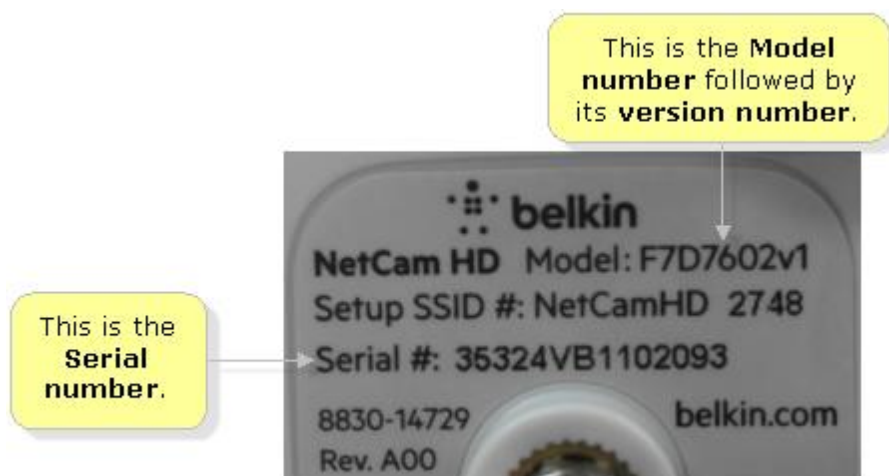 This is the Model
number followed by
its version number.
belkin
NetCam HD Model: F7D7602v1
Setup SSID #: NetCamHD 2748
This is the
Serial
number.
Serial #: 35324VB1102093
8830-14729
belkin.com
Rev. A00